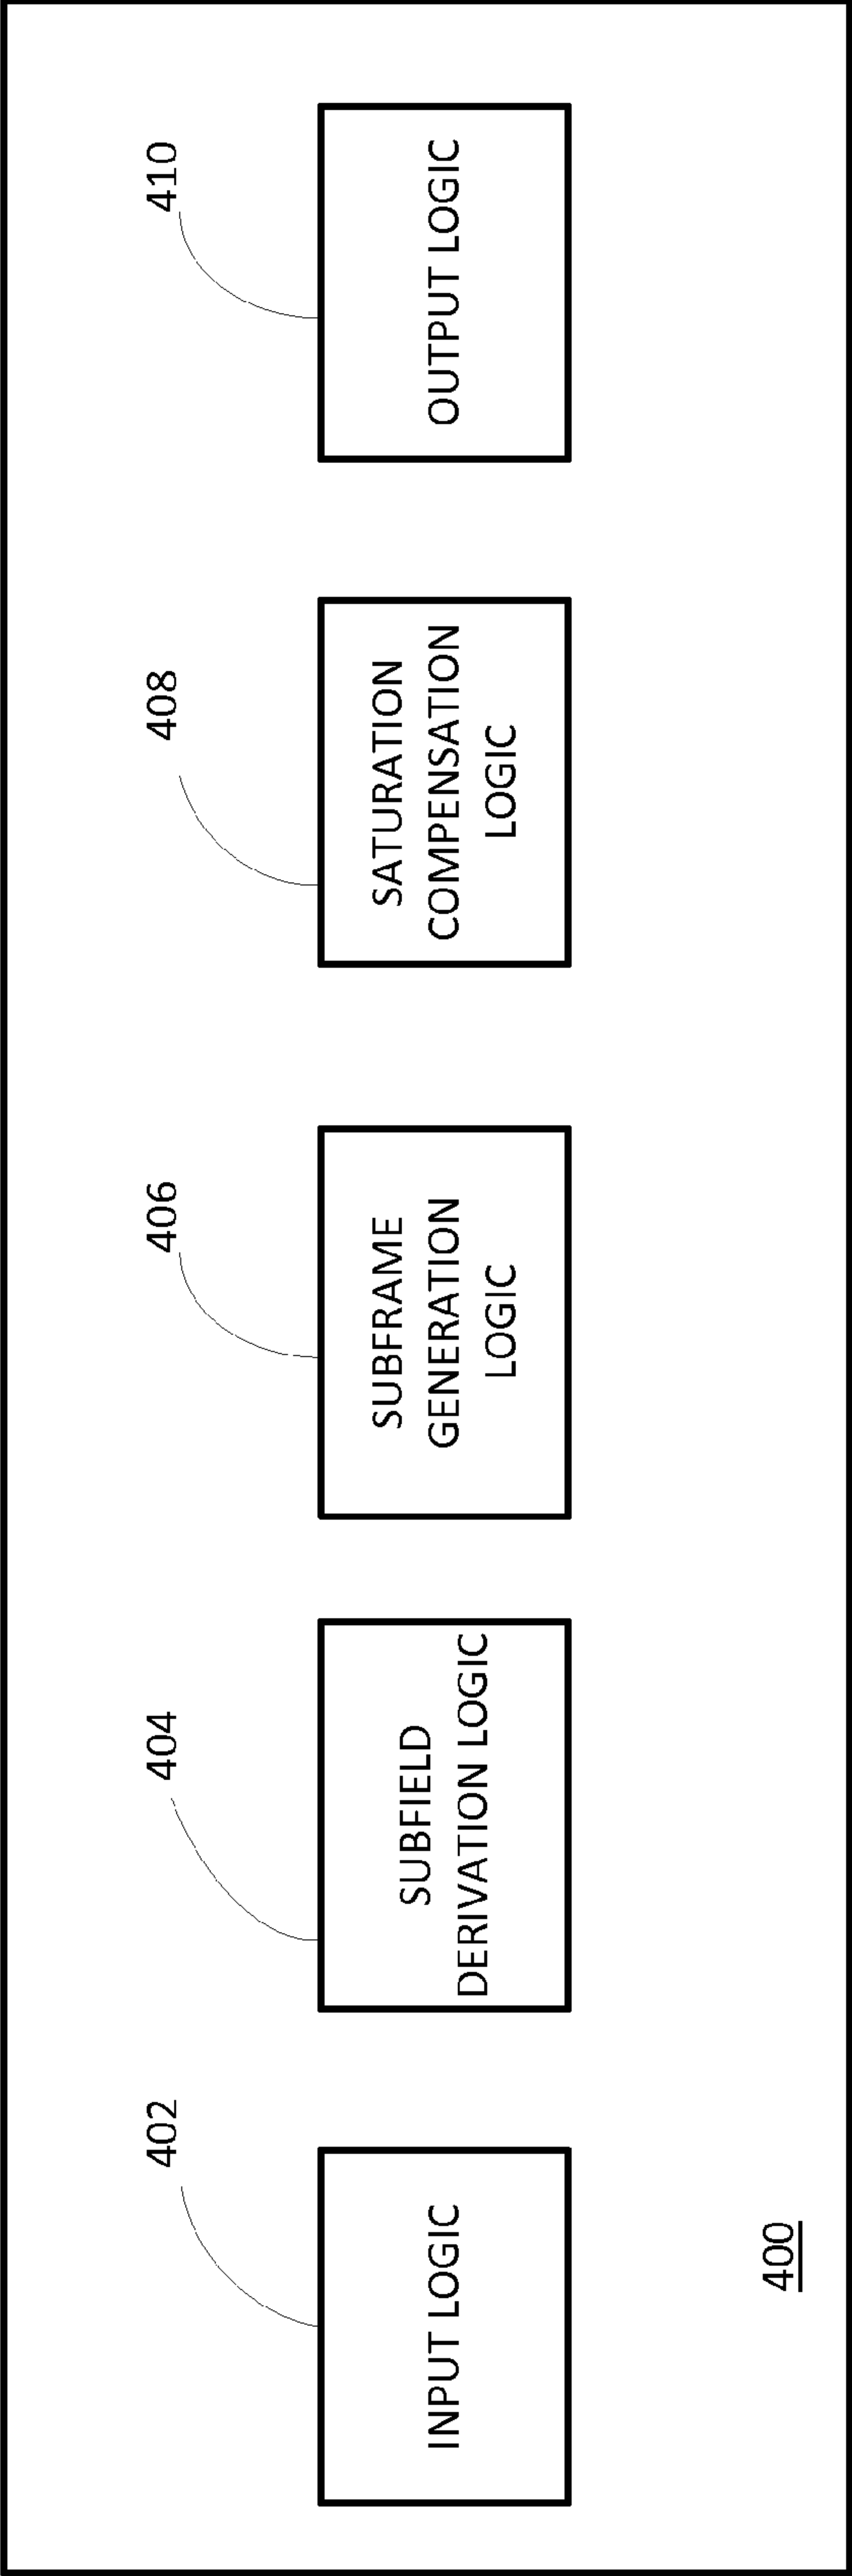 402
404
406
408
410
INPUT LOGIC
SUBFIELD
DERIVATION LOGIC
SUBFRAME
GENERATION
LOGIC
SATURATION
COMPENSATION
LOGIC
OUTPUT LOGIC
400